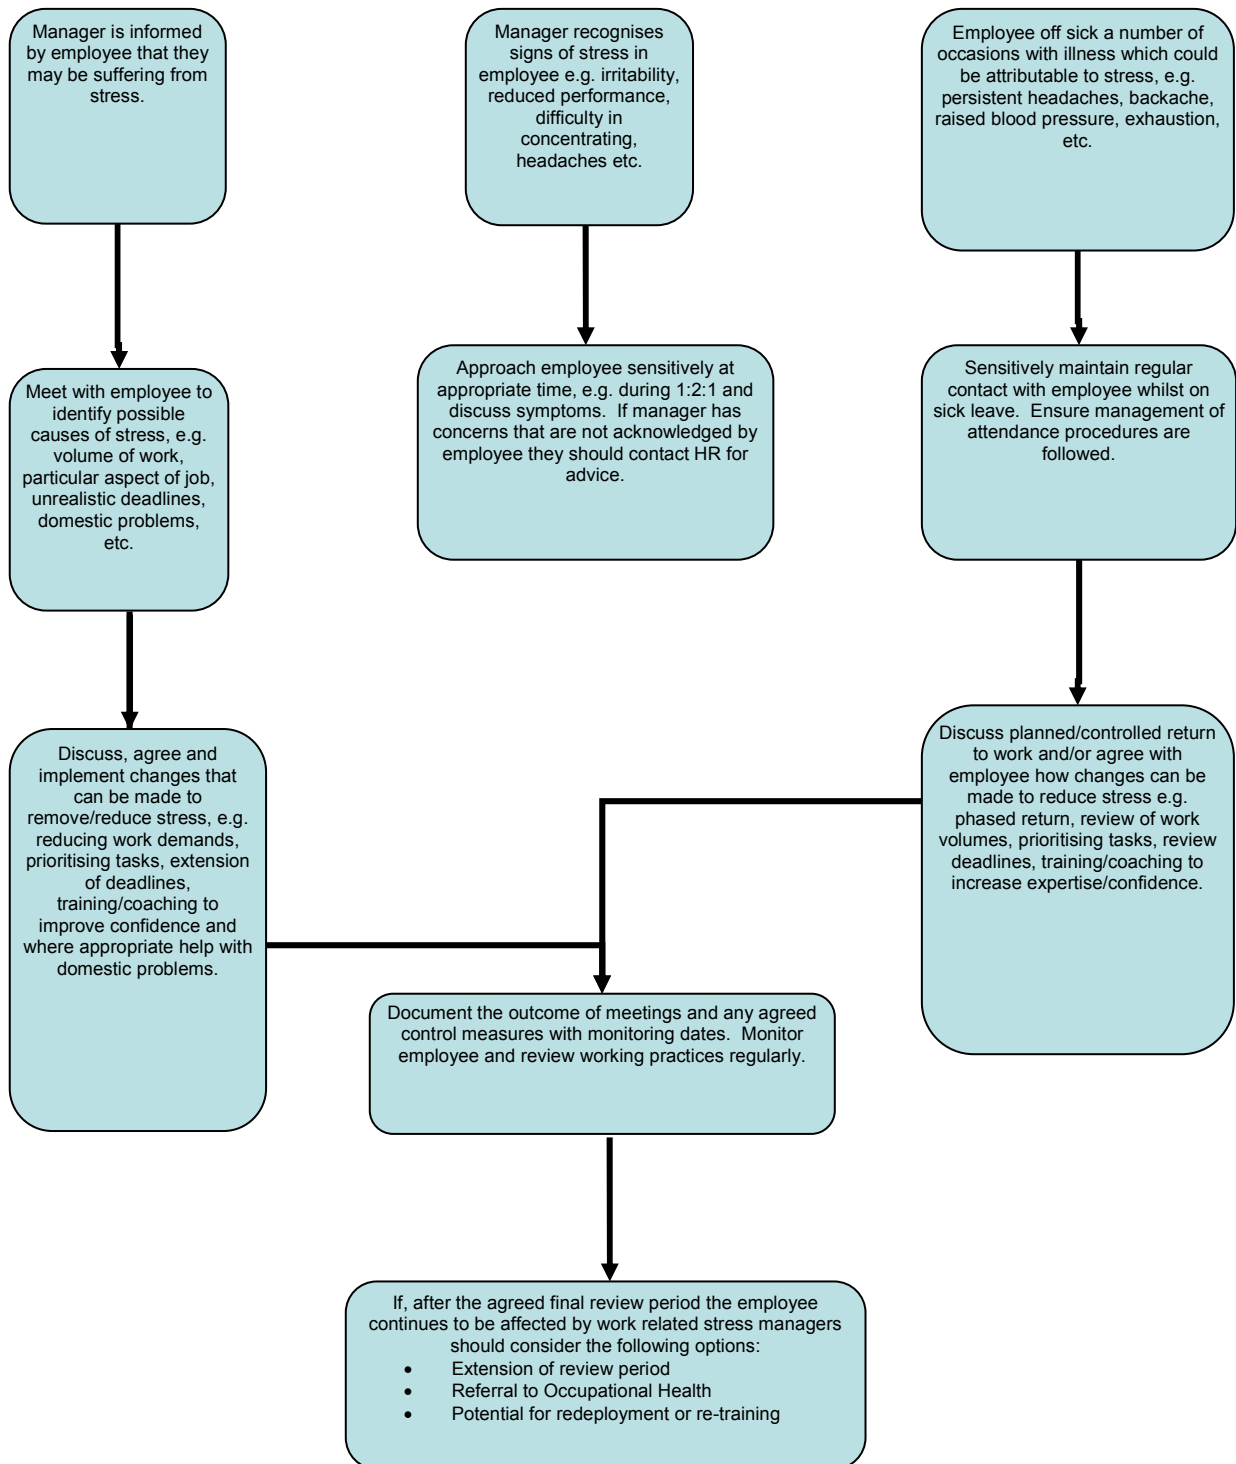 Manager is informed
by employee that they
may be suffering from
stress.
Manager recognises
signs of stress in
employee e.g. irritability,
reduced performance,
difficulty in
concentrating,
headaches etc.
Employee off sick a number of
occasions with illness which could
be attributable to stress, e.g.
persistent headaches, backache,
raised blood pressure, exhaustion,
etc.
Meet with employee to
identify possible
causes of stress, e.g.
volume of work,
particular aspect of job,
unrealistic deadlines,
domestic problems,
etc.
Approach employee sensitively at
appropriate time, e.g. during 1:2:1 and
discuss symptoms.  If manager has
concerns that are not acknowledged by
employee they should contact HR for
advice.
Sensitively maintain regular
contact with employee whilst on
sick leave.  Ensure management of
attendance procedures are
followed.
Discuss, agree and
implement changes that
can be made to
remove/reduce stress, e.g.
reducing work demands,
prioritising tasks, extension
of deadlines,
training/coaching to
improve confidence and
where appropriate help with
domestic problems.
Discuss planned/controlled return
to work and/or agree with
employee how changes can be
made to reduce stress e.g.
phased return, review of work
volumes, prioritising tasks, review
deadlines, training/coaching to
increase expertise/confidence.
Document the outcome of meetings and any agreed
control measures with monitoring dates.  Monitor
employee and review working practices regularly.
If, after the agreed final review period the employee
continues to be affected by work related stress managers
should consider the following options:
• Extension of review period
• Referral to Occupational Health
• Potential for redeployment or re-training